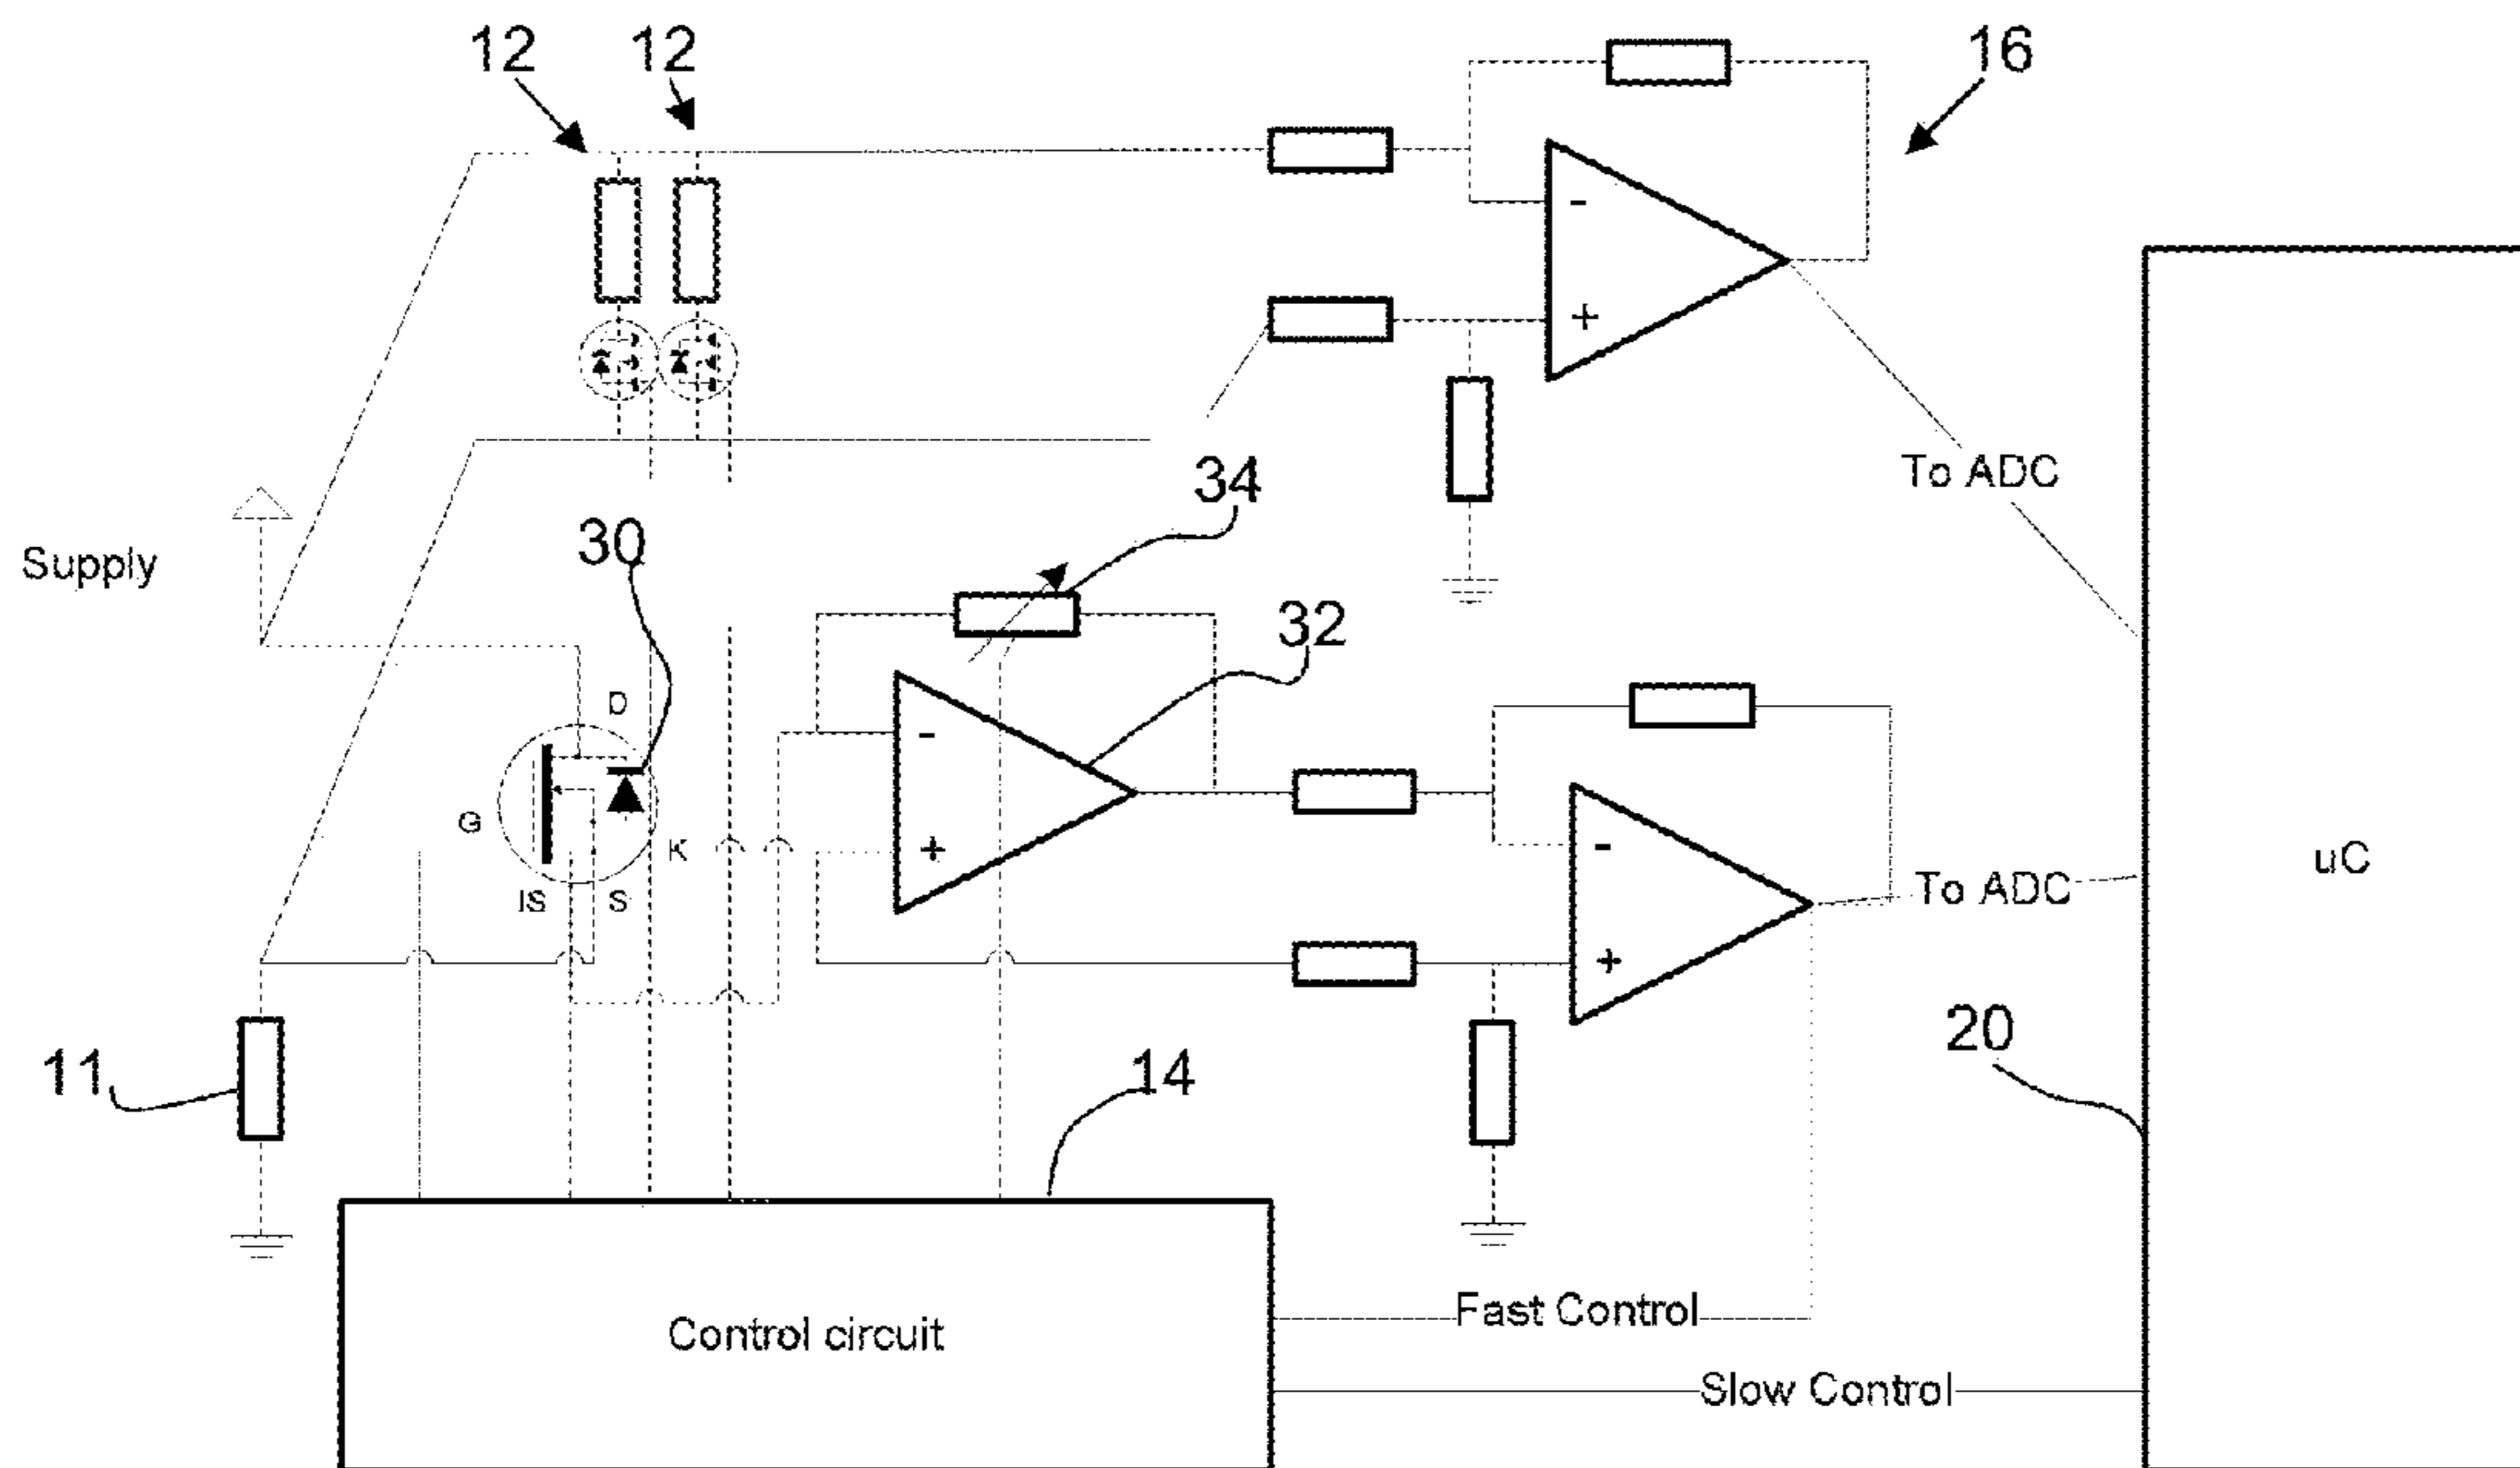 12
12
16
-
+
To ADC
34
Supply
30
32
D
-
G
K
+
-
uC
IS
S
To ADC
+
20
11
14
Fast Control
Control circuit
Slow Control